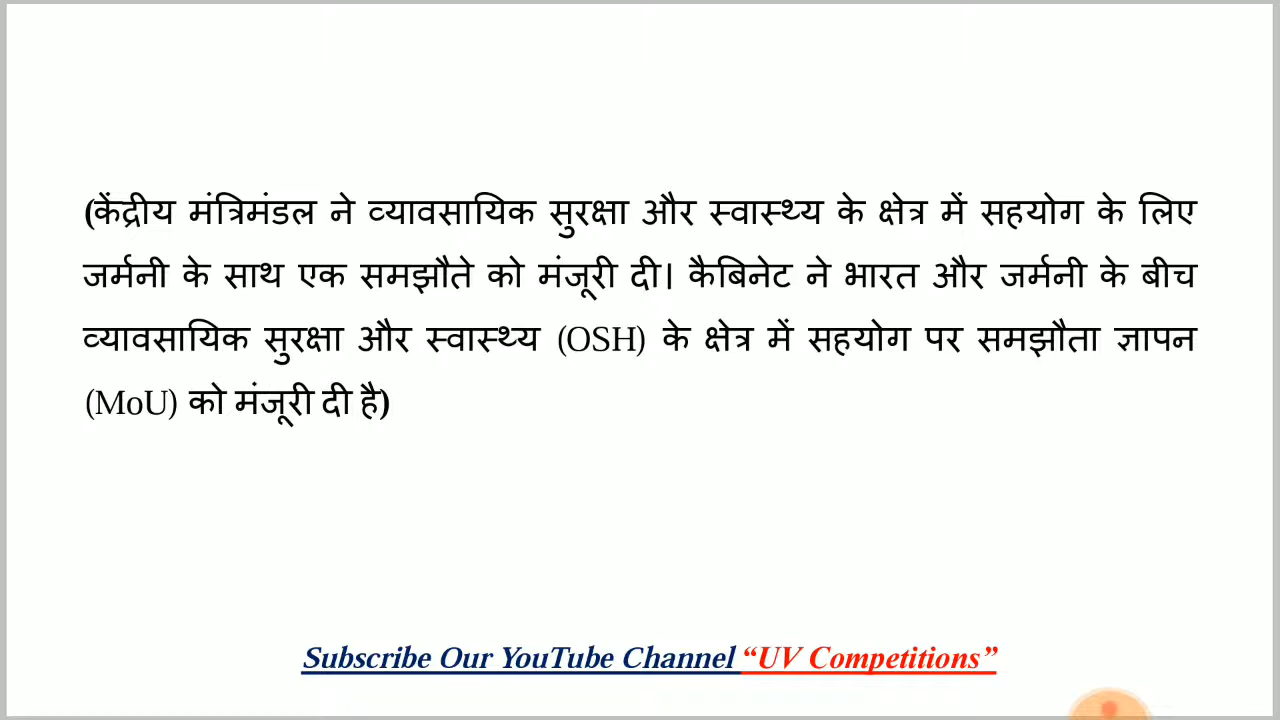 (केंद्रीय मंत्रिमंडल ने व्यावसायिक सुरक्षा और स्वास्थ्य के क्षेत्र में सहयोग के लिए
जर्मनी के साथ एक समझौते को मंजूरी दी। कैबिनेट ने भारत और जर्मनी के बीच
व्यावसायिक सुरक्षा और स्वास्थ्य (OSH) के क्षेत्र में सहयोग पर समझौता ज्ञापन
(MoU) को मंजूरी दी है)
Subscribe Our YouTube Channel “UV Competitions”